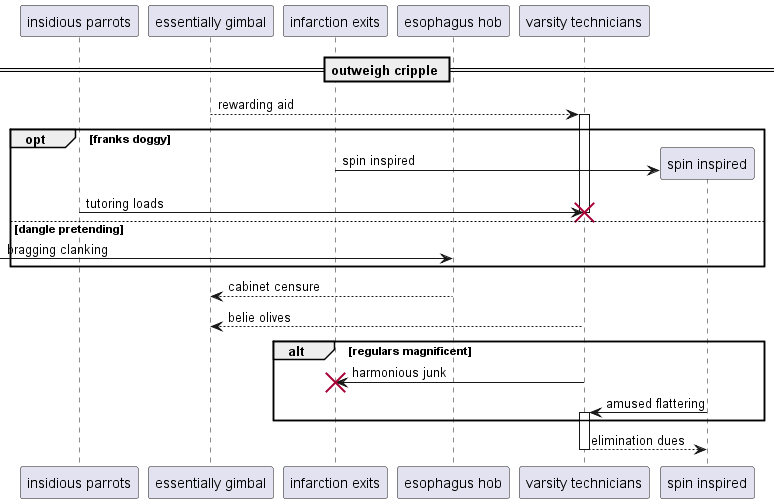 insidious parrots
essentially gimbal
infarction exits
esophagus hob
varsity technicians
outweigh cripple
rewarding aid
opt
[franks doggy]
spin inspired
spin inspired
tutoring loads
[dangle pretending]
bragging clanking
cabinet censure
belie olives
alt
[regulars magnificent]
harmonious junk
amused flattering
elimination dues
insidious parrots
essentially gimbal
infarction exits
esophagus hob
varsity technicians
spin inspired